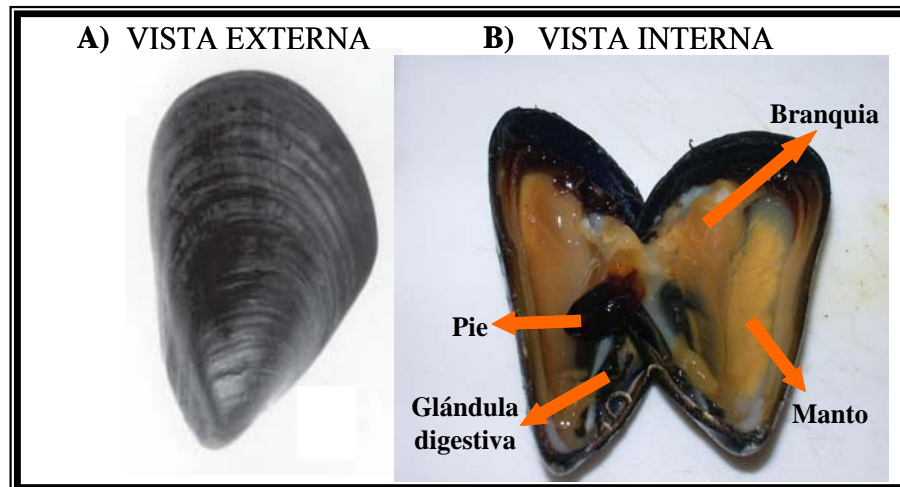 A) VISTA EXTERNA
B) VISTA INTERNA
Branquia
Pie
Glándula
digestiva
Manto